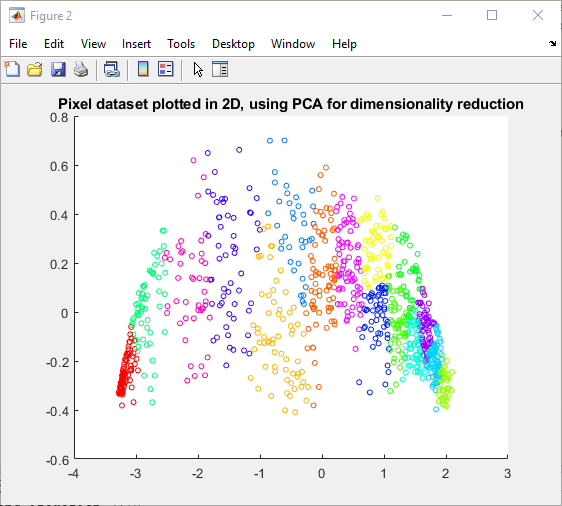 Figure 2
File Edit View Insert Tools Desktop Window Help
Pixel dataset plotted in 2D, using PCA for dimensionality reduction
0.8
0.6
0.4
0.2
0
-0.2
-0.4
-0.6
-4 -3 -2 -1 0 1 2 3